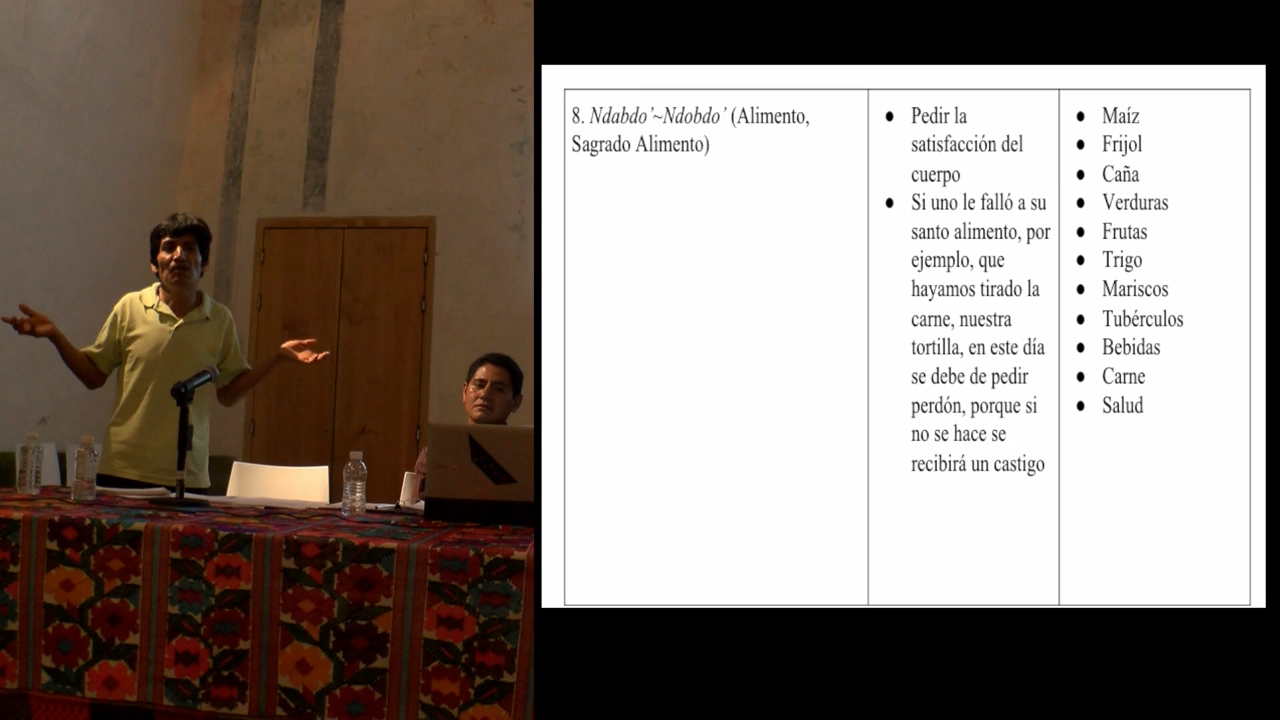 8. Ndabdo’~Ndobdo’ (Alimento,
Sagrado Alimento)
● Pedir la
satisfacción del
cuerpo
● Si uno le falló a su
santo alimento, por
ejemplo, que
hayamos tirado la
carne, nuestra
tortilla, en este día
se debe de pedir
perdón, porque si
no se hace se
recibirá un castigo
● Maíz
● Frijol
● Caña
● Verduras
● Frutas
● Trigo
● Mariscos
● Tubérculos
● Bebidas
● Carne
● Salud